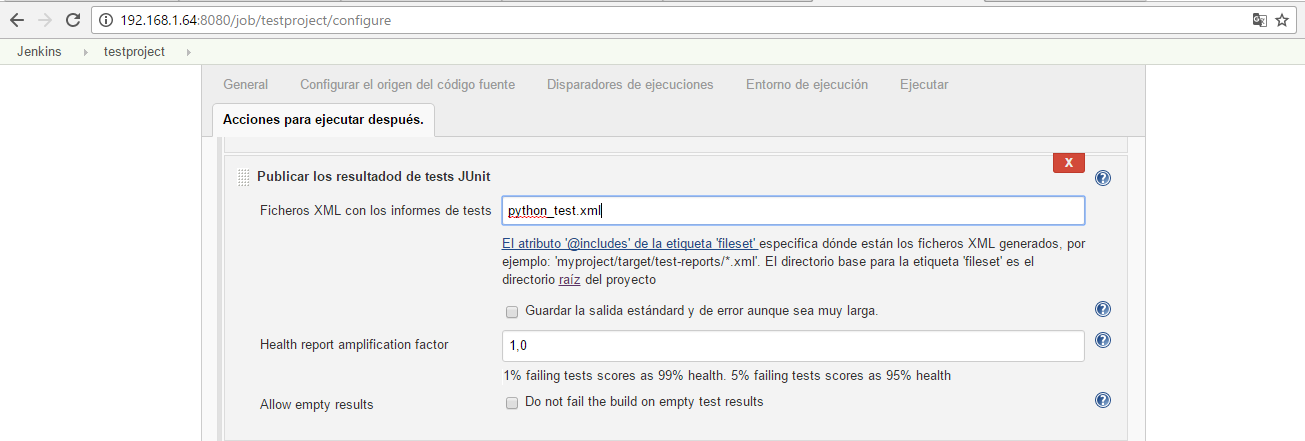 192.168.1.64:8080/job/testproject/configure
Jenkins testproject
General Configurar el origen del código fuente Disparadores de ejecuciones Entorno de ejecución Ejecutar
Acciones para ejecutar después.
X
Publicar los resultadod de tests JUnit
Ficheros XML con los informes de tests python_test.xml
El atributo '@includes' de la etiqueta 'fileset' especifica dónde están los ficheros XML generados, por
ejemplo: 'myproject/target/test-reports/*.xml'. El directorio base para la etiqueta 'fileset' es el
directorio raíz del proyecto
Guardar la salida estándard y de error aunque sea muy larga.
Health report amplification factor 1,0
1% failing tests scores as 99% health. 5% failing tests scores as 95% health
Allow empty results Do not fail the build on empty test results